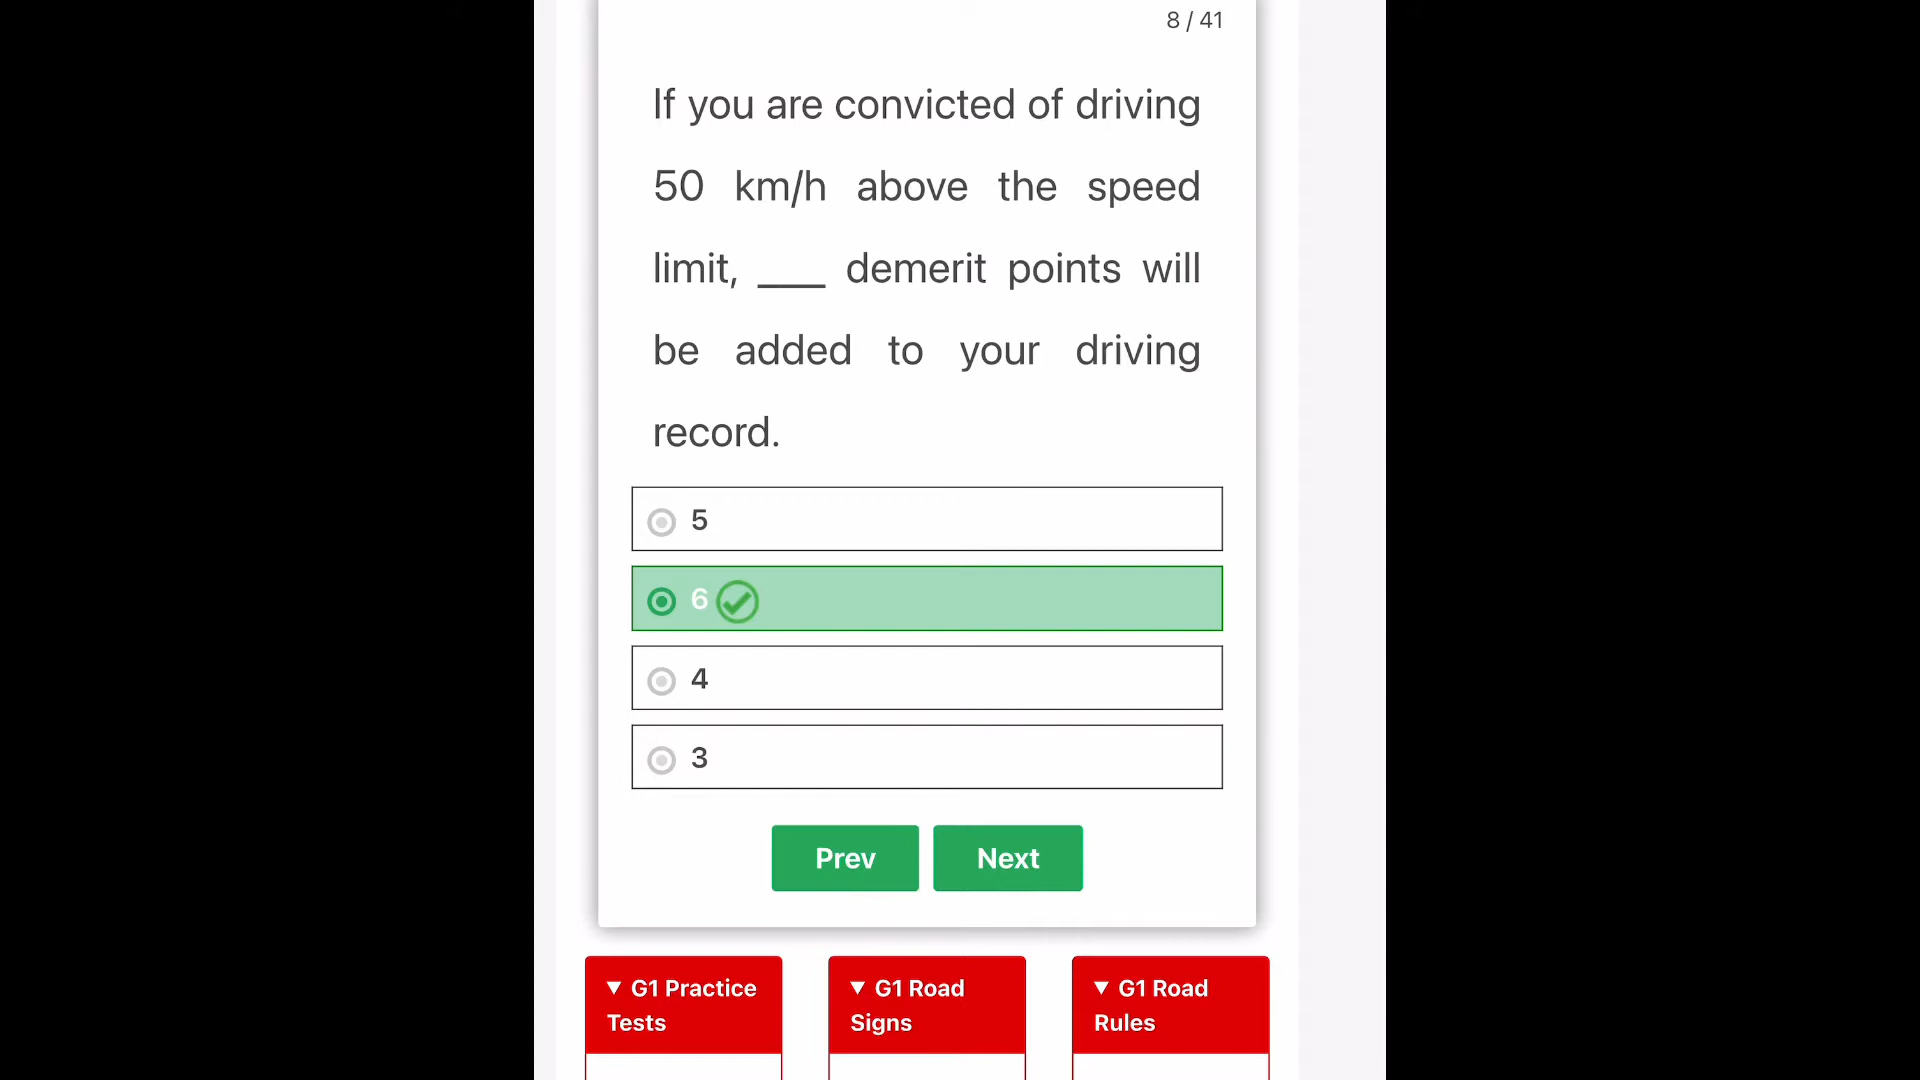 8 / 41
If you are convicted of driving
50 km/h above the speed
limit, ____ demerit points will
be added to your driving
record.
5
6
4
3
Prev
Next
▼ G1 Practice
Tests
▼ G1 Road
Signs
▼ G1 Road
Rules